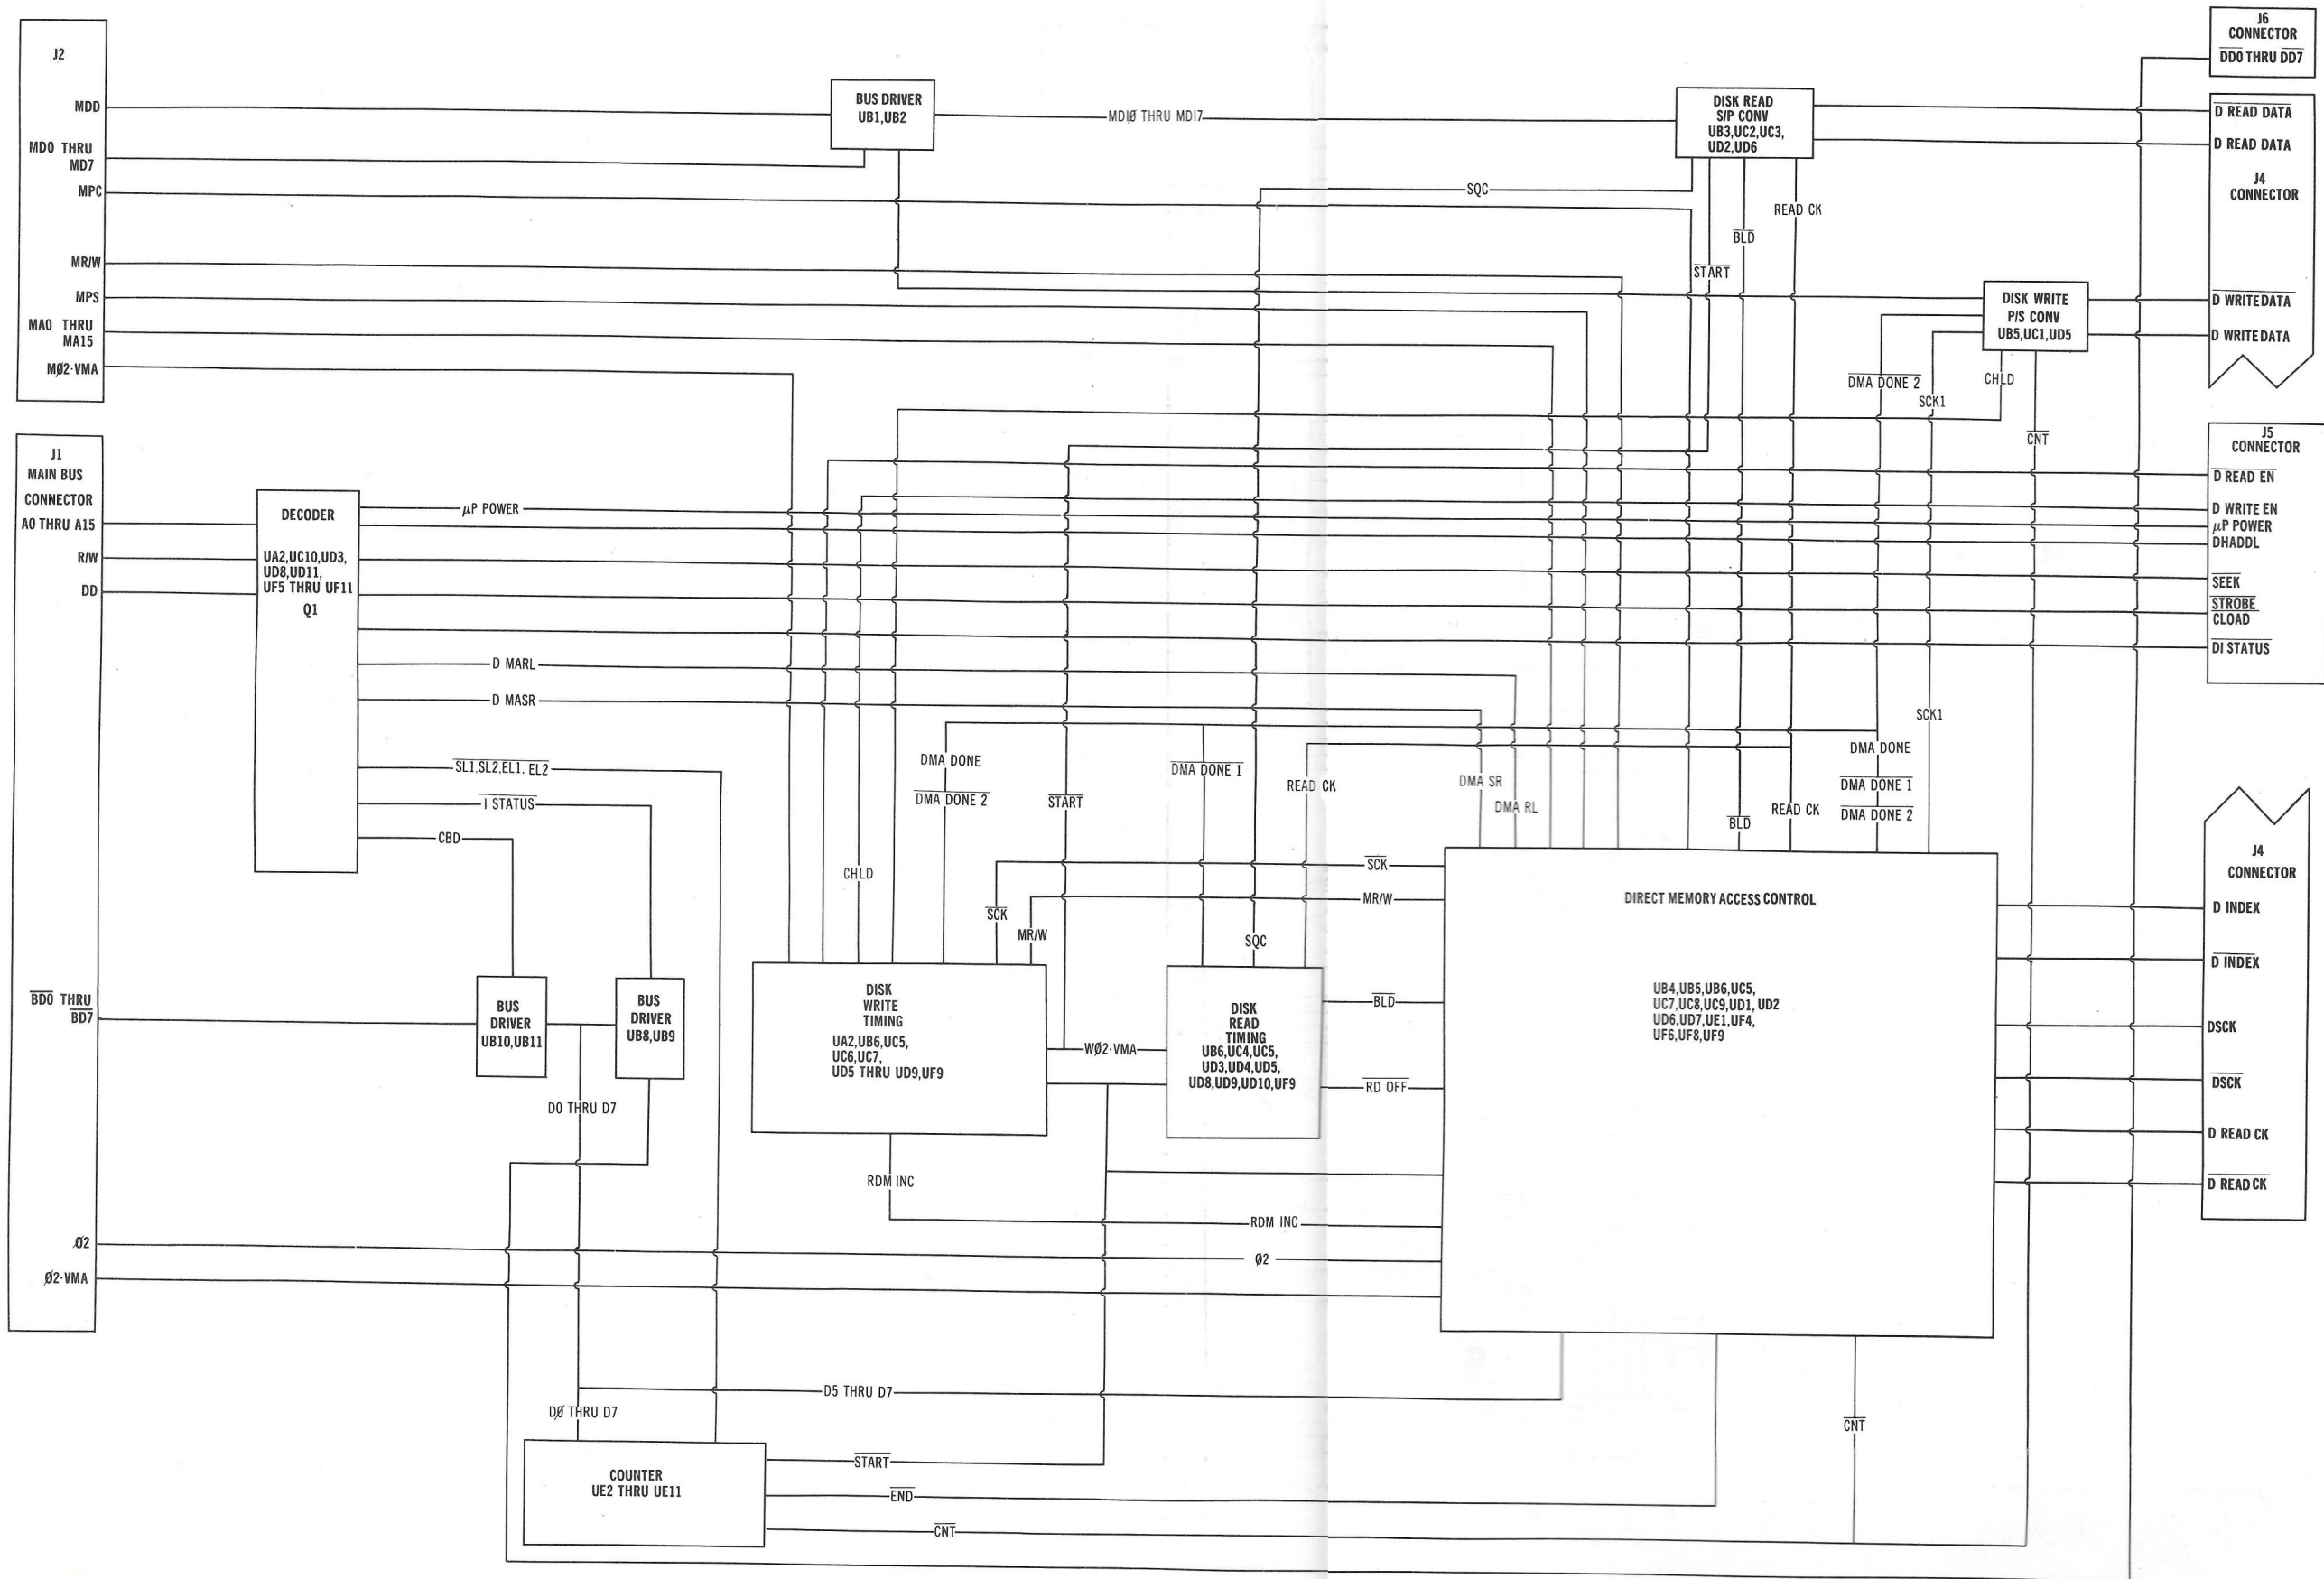 J2
MDD
MD0 THRU
MD7
MPC
MR/W
MPS
MA0 THRU
MA15
MØ2·VMA
J1
MAIN BUS
CONNECTOR
A0 THRU A15
R/W
DD
BD0 THRU
BD7
Ø2
Ø2·VMA
BUS DRIVER
UB1,UB2
MDIØ THRU MDI7
DISK READ
S/P CONV
UB3,UC2,UC3,
UD2,UD6
SQC
START
BLD
READ CK
DISK WRITE
P/S CONV
UB5,UC1,UD5
DMA DONE 2
SCK1
CHLD
CNT
J6
CONNECTOR
DD0 THRU DD7
D READ DATA
D READ DATA
J4
CONNECTOR
D WRITE DATA
D WRITE DATA
J5
CONNECTOR
D READ EN
D WRITE EN
µP POWER
DHADDL
SEEK
STROBE
CLOAD
DI STATUS
DECODER
UA2,UC10,UD3,
UD8,UD11,
UF5 THRU UF11
Q1
µP POWER
D MARL
D MASR
SL1,SL2,EL1. EL2
I STATUS
CBD
BUS
DRIVER
UB10,UB11
BUS
DRIVER
UB8,UB9
D0 THRU D7
CHLD
DMA DONE
DMA DONE 2
SCK
MR/W
START
DMA DONE 1
SQC
READ CK
SCK
MR/W
DMA SR
DMA RL
BLD
READ CK
DMA DONE
DMA DONE 1
DMA DONE 2
SCK1
DISK
WRITE
TIMING
UA2,UB6,UC5,
UC6,UC7,
UD5 THRU UD9,UF9
WØ2·VMA
DISK
READ
TIMING
UB6,UC4,UC5,
UD3,UD4,UD5,
UD8,UD9,UD10,UF9
BLD
RD OFF
DIRECT MEMORY ACCESS CONTROL
UB4,UB5,UB6,UC5,
UC7,UC8,UC9,UD1, UD2
UD6,UD7,UE1,UF4,
UF6,UF8,UF9
J4
CONNECTOR
D INDEX
D INDEX
DSCK
DSCK
D READ CK
D READ CK
RDM INC
RDM INC
Ø2
D5 THRU D7
DØ THRU D7
COUNTER
UE2 THRU UE11
START
END
CNT
CNT